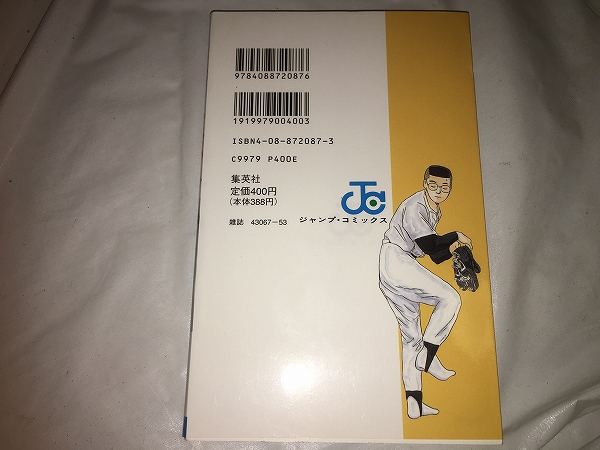 9784088720876
1919979004003
ISBN4-08-872087-3
C9979 P400E
集英社
定価400円
(本体388円)
雑誌 43067-53
JC
ジャンプ・コミックス